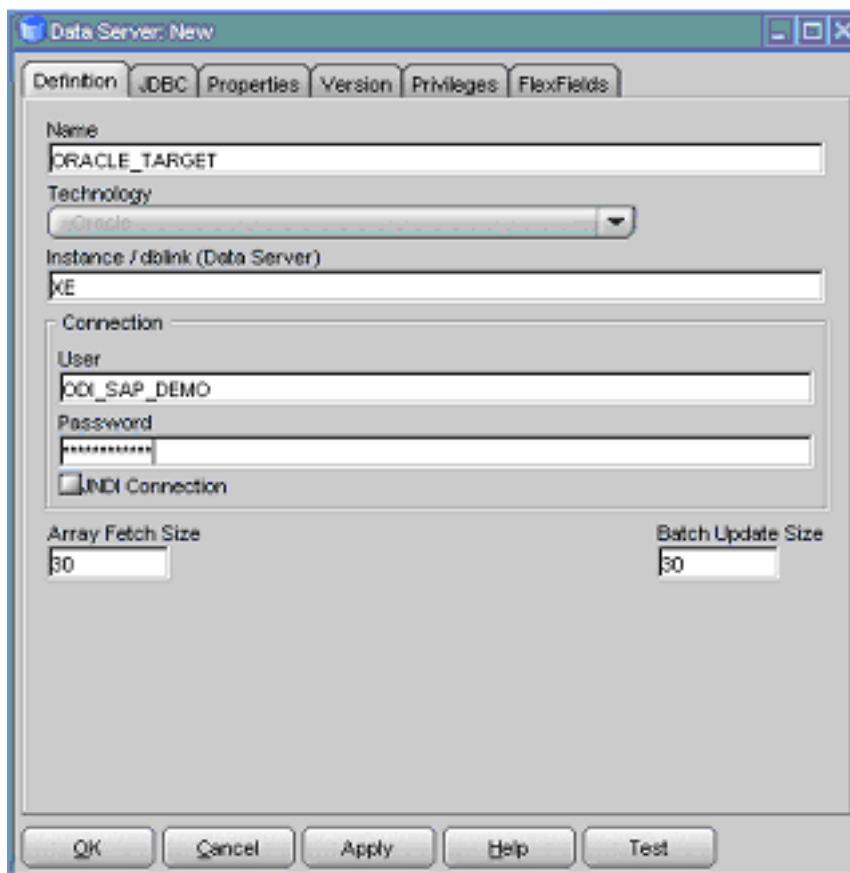 Data Server: New
Definition JDBC Properties Version Privileges FlexFields
Name
ORACLE_TARGET
Technology
Oracle
Instance / dblink (Data Server)
XE
Connection
User
ODI_SAP_DEMO
Password
************
JNDI Connection
Array Fetch Size Batch Update Size
30 30
OK Cancel Apply Help Test